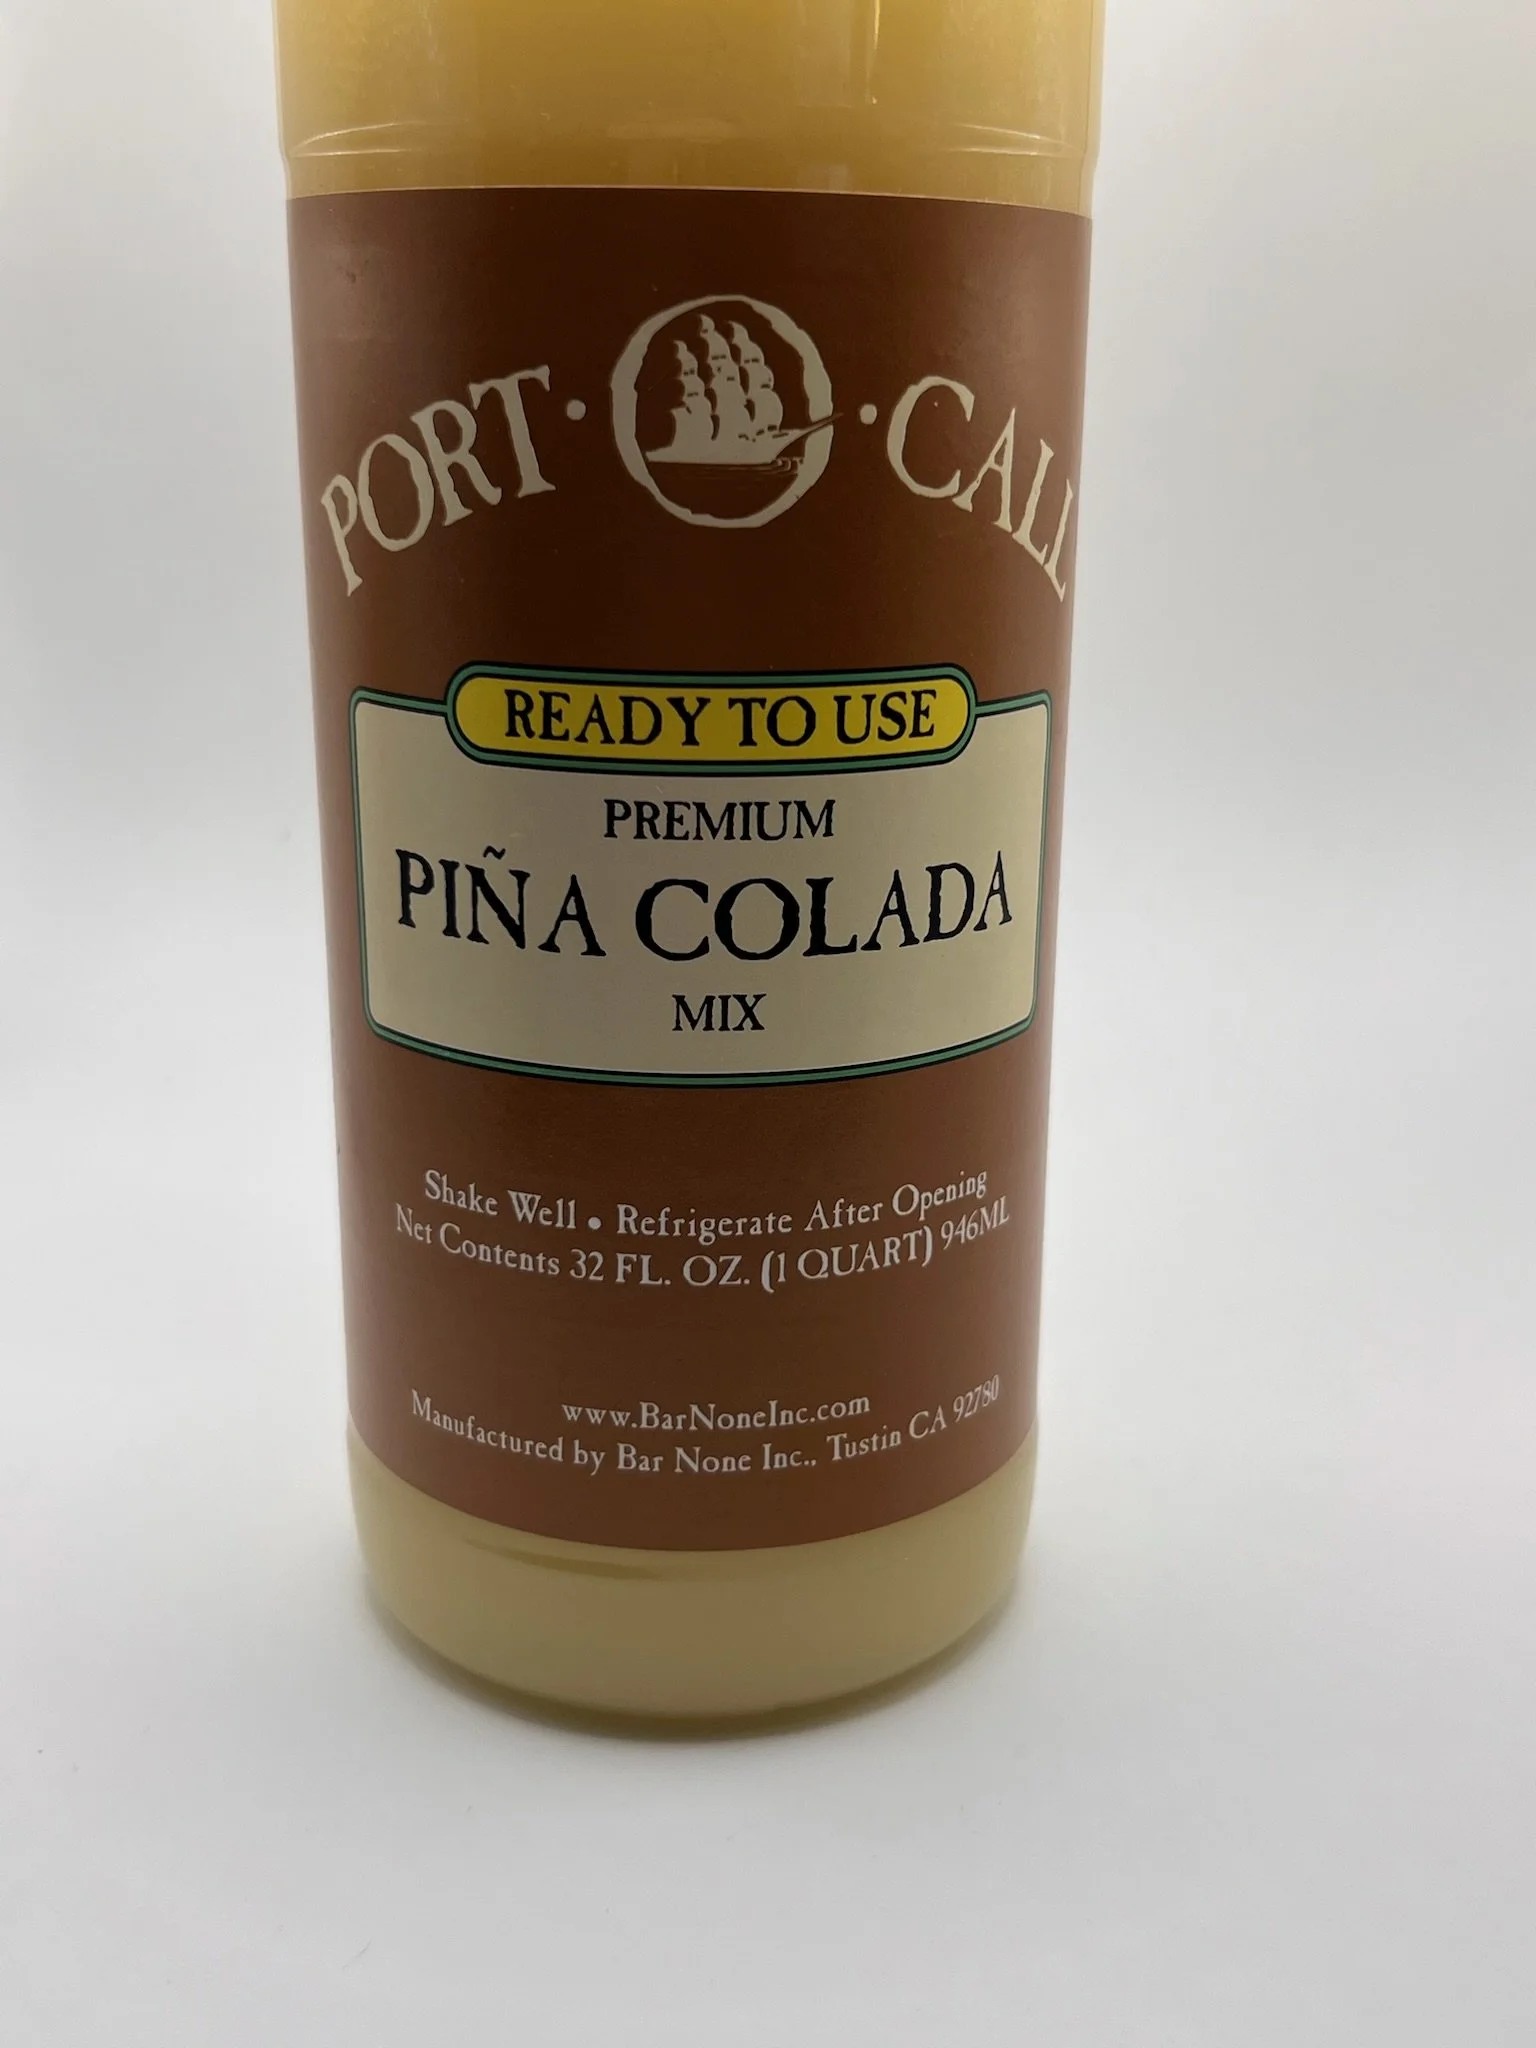 PORT · CALL
READY TO USE
PREMIUM
PIÑA COLADA
MIX
Shake Well • Refrigerate After Opening
Net Contents 32 FL. OZ. (1 QUART) 946ML
www.BarNoneInc.com
Manufactured by Bar None Inc., Tustin CA 92780